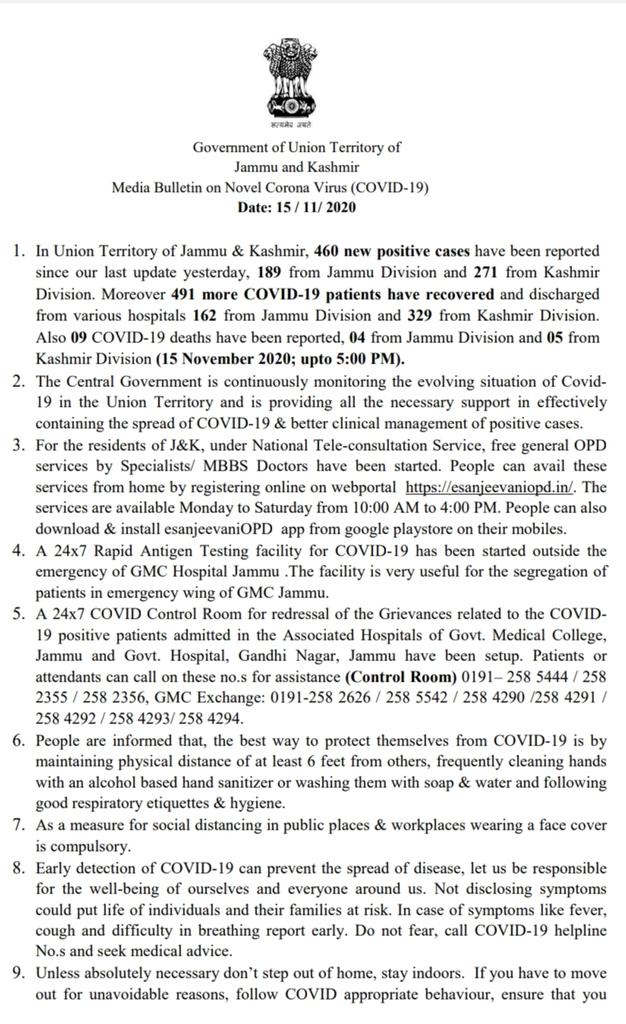 सत्यमेव जयते
Government of Union Territory of
Jammu and Kashmir
Media Bulletin on Novel Corona Virus (COVID-19)
Date: 15 / 11/ 2020
1. In Union Territory of Jammu & Kashmir, 460 new positive cases have been reported
since our last update yesterday, 189 from Jammu Division and 271 from Kashmir
Division. Moreover 491 more COVID-19 patients have recovered and discharged
from various hospitals 162 from Jammu Division and 329 from Kashmir Division.
Also 09 COVID-19 deaths have been reported, 04 from Jammu Division and 05 from
Kashmir Division (15 November 2020; upto 5:00 PM).
2. The Central Government is continuously monitoring the evolving situation of Covid-
19 in the Union Territory and is providing all the necessary support in effectively
containing the spread of COVID-19 & better clinical management of positive cases.
3. For the residents of J&K, under National Tele-consultation Service, free general OPD
services by Specialists/ MBBS Doctors have been started. People can avail these
services from home by registering online on webportal https://esanjeevaniopd.in/. The
services are available Monday to Saturday from 10:00 AM to 4:00 PM. People can also
download & install esanjeevaniOPD app from google playstore on their mobiles.
4. A 24x7 Rapid Antigen Testing facility for COVID-19 has been started outside the
emergency of GMC Hospital Jammu .The facility is very useful for the segregation of
patients in emergency wing of GMC Jammu.
5. A 24x7 COVID Control Room for redressal of the Grievances related to the COVID-
19 positive patients admitted in the Associated Hospitals of Govt. Medical College,
Jammu and Govt. Hospital, Gandhi Nagar, Jammu have been setup. Patients or
attendants can call on these no.s for assistance (Control Room) 0191– 258 5444 / 258
2355 / 258 2356, GMC Exchange: 0191-258 2626 / 258 5542 / 258 4290 /258 4291 /
258 4292 / 258 4293/ 258 4294.
6. People are informed that, the best way to protect themselves from COVID-19 is by
maintaining physical distance of at least 6 feet from others, frequently cleaning hands
with an alcohol based hand sanitizer or washing them with soap & water and following
good respiratory etiquettes & hygiene.
7. As a measure for social distancing in public places & workplaces wearing a face cover
is compulsory.
8. Early detection of COVID-19 can prevent the spread of disease, let us be responsible
for the well-being of ourselves and everyone around us. Not disclosing symptoms
could put life of individuals and their families at risk. In case of symptoms like fever,
cough and difficulty in breathing report early. Do not fear, call COVID-19 helpline
No.s and seek medical advice.
9. Unless absolutely necessary don’t step out of home, stay indoors. If you have to move
out for unavoidable reasons, follow COVID appropriate behaviour, ensure that you